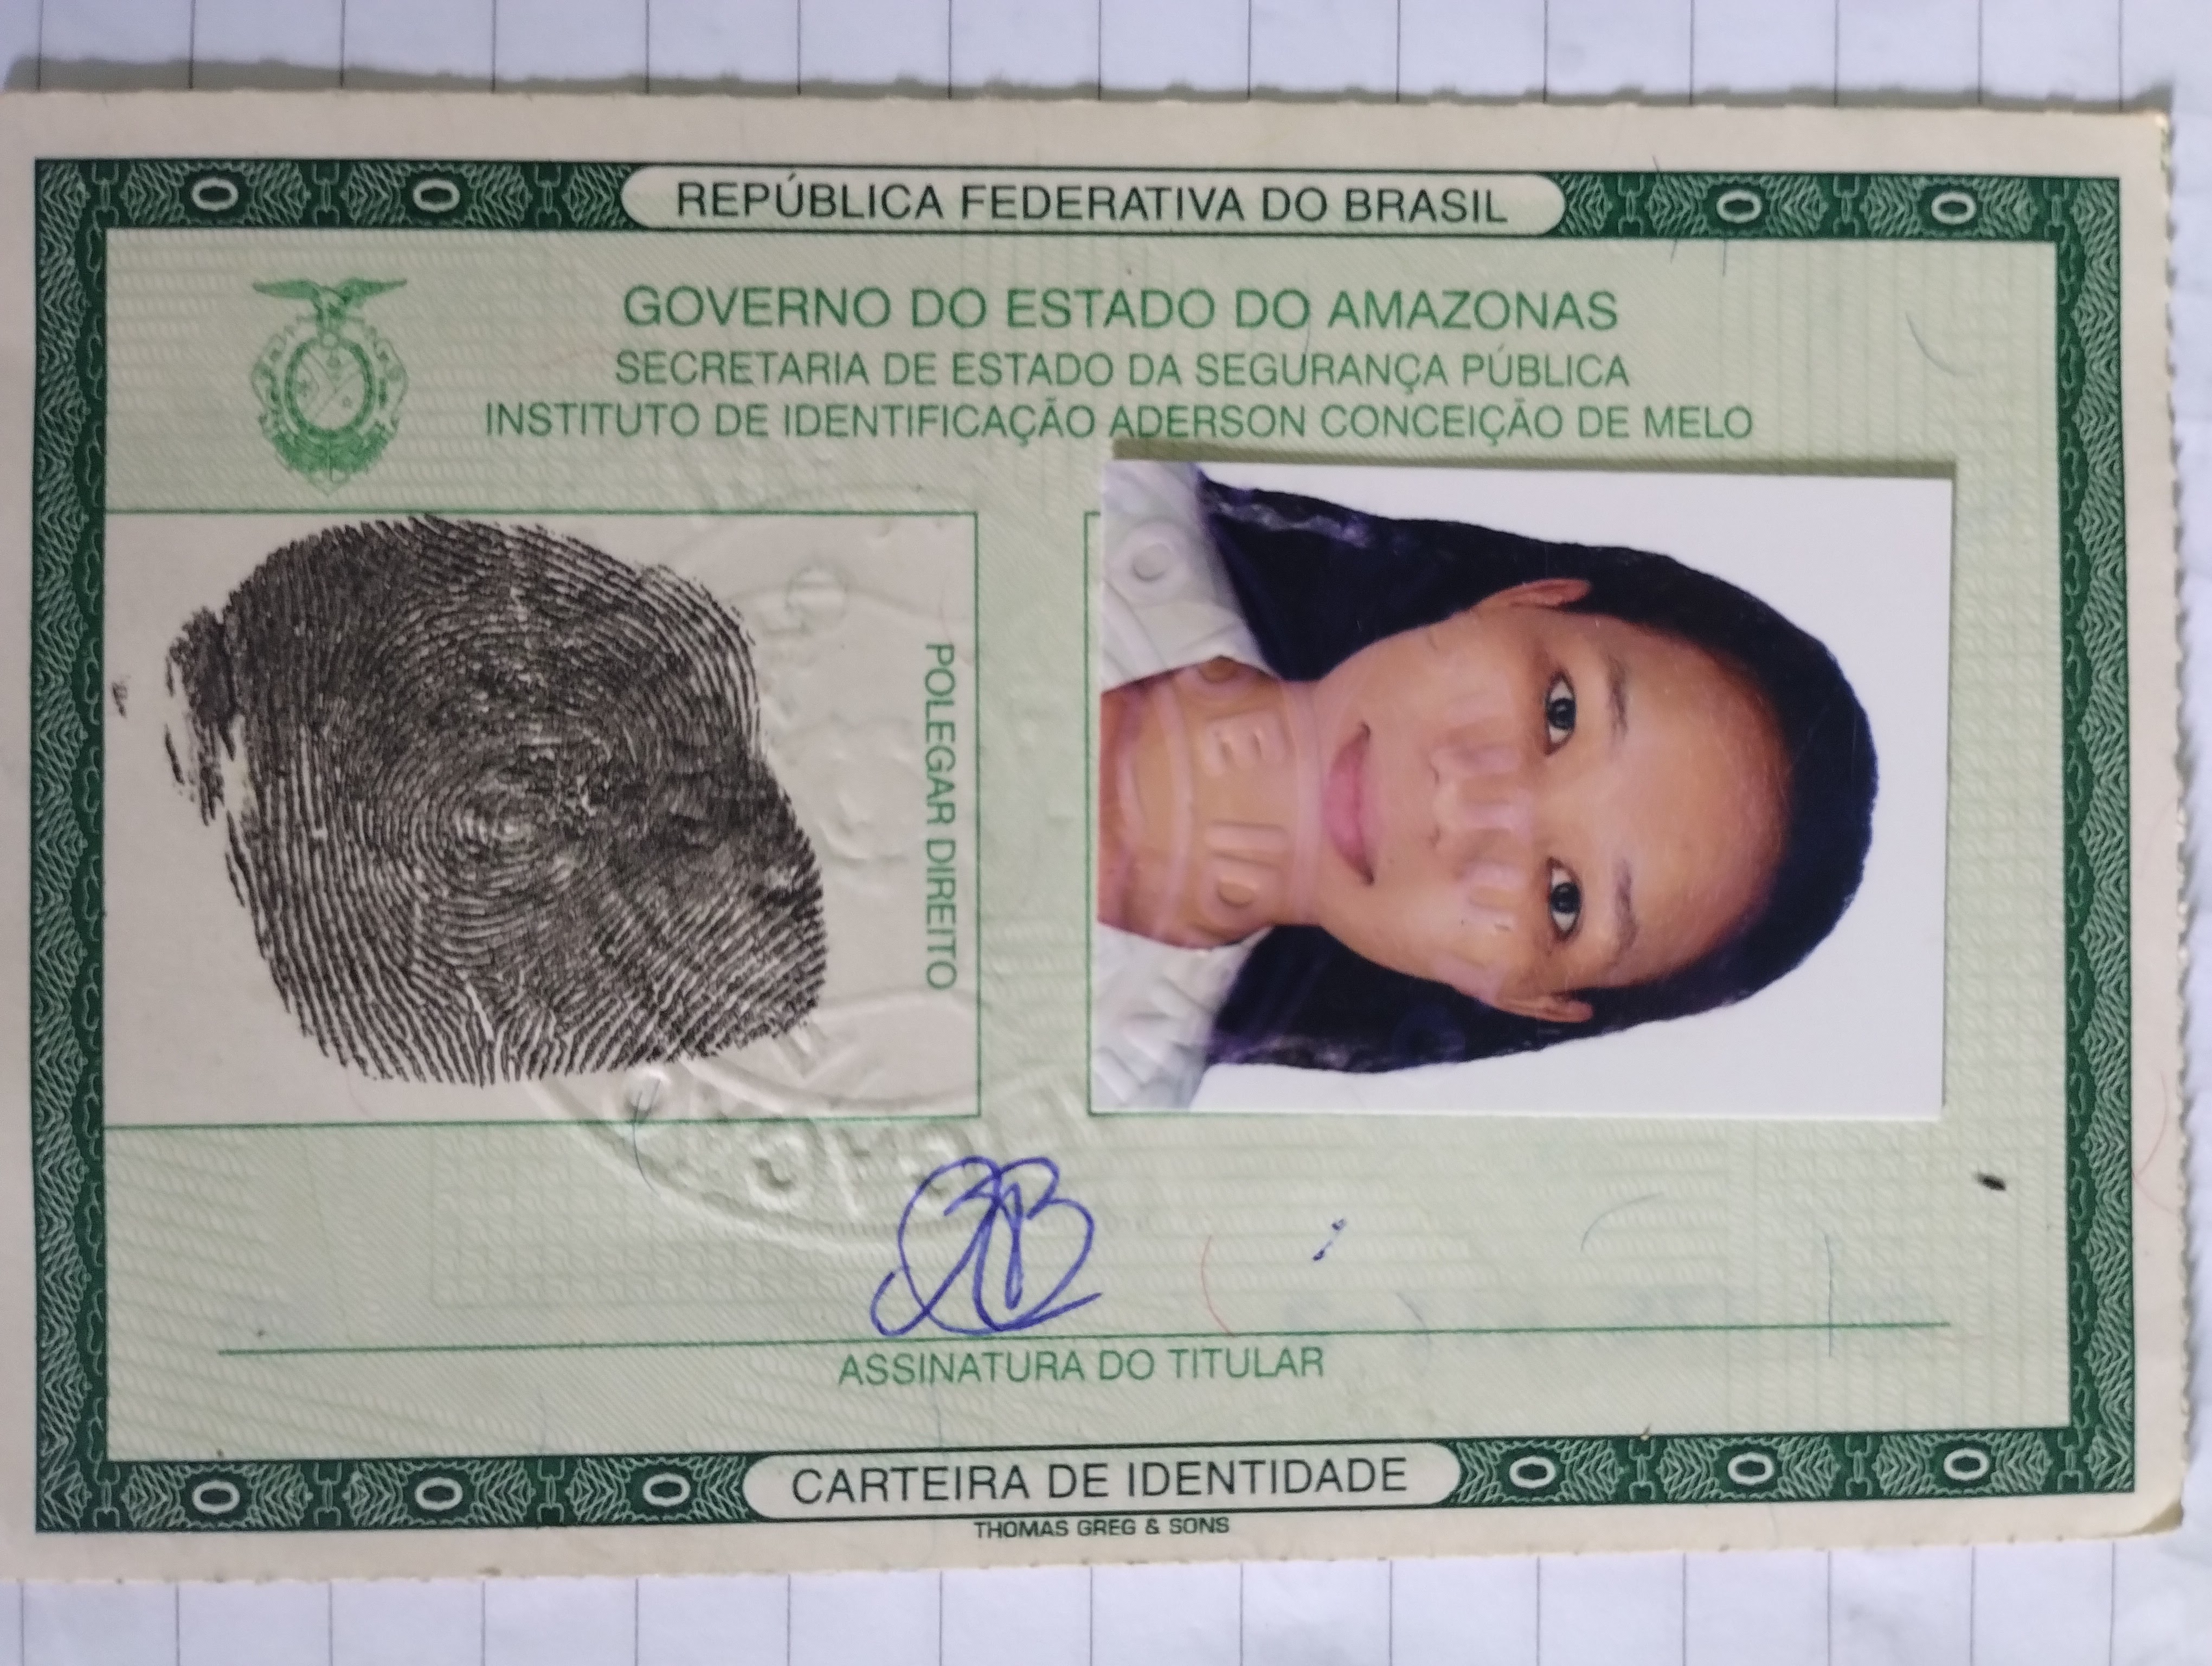 REPÚBLICA FEDERATIVA DO BRASIL
GOVERNO DO ESTADO DO AMAZONAS
SECRETARIA DE ESTADO DA SEGURANÇA PÚBLICA
INSTITUTO DE IDENTIFICAÇÃO ADERSON CONCEIÇÃO DE MELO
POLEGAR DIREITO
ASSINATURA DO TITULAR
CARTEIRA DE IDENTIDADE
THOMAS GREG & SONS